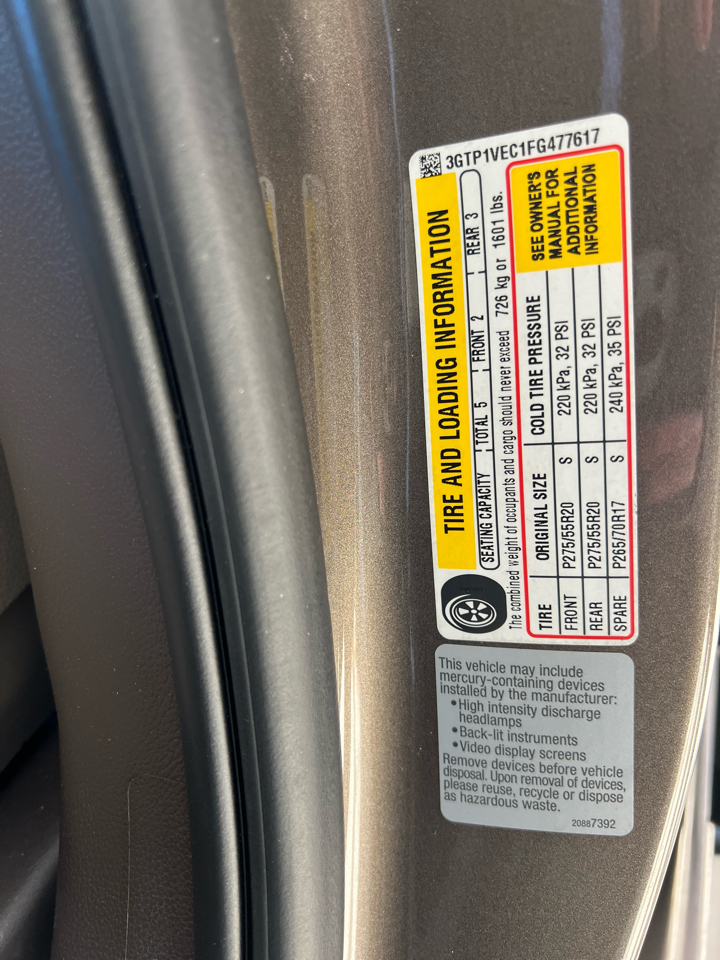 3GTP1VEC1FG477617
TIRE AND LOADING INFORMATION
SEATING CAPACITY TOTAL 5 FRONT 2 REAR 3
The combined weight of occupants and cargo should never exceed 726 kg or 1601 lbs.
TIRE ORIGINAL SIZE COLD TIRE PRESSURE
FRONT P275/55R20 S 220 kPa, 32 PSI
REAR P275/55R20 S 220 kPa, 32 PSI
SPARE P265/70R17 S 240 kPa, 35 PSI
SEE OWNER'S
MANUAL FOR
ADDITIONAL
INFORMATION
This vehicle may include
mercury-containing devices
installed by the manufacturer:
•High intensity discharge
headlamps
•Back-lit instruments
•Video display screens
Remove devices before vehicle
disposal. Upon removal of devices,
please reuse, recycle or dispose
as hazardous waste.
20887392